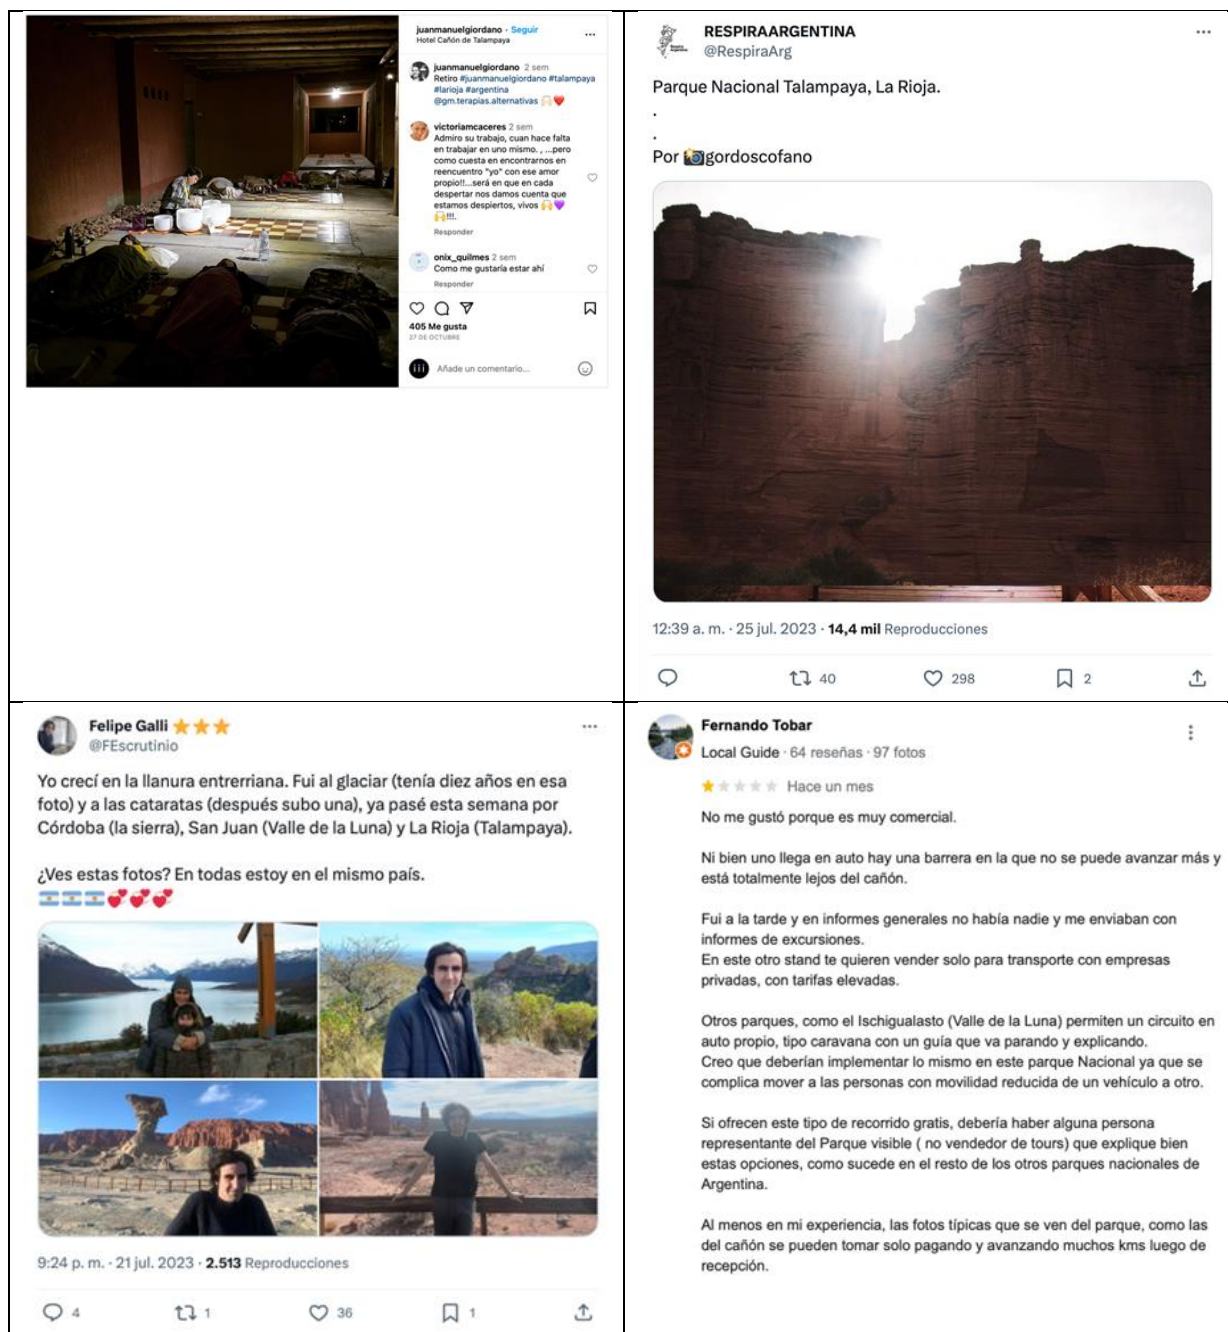 juanmanuelgiordano · Seguir
Hotel Cañón de Talampaya
juanmanuelgiordano 2 sem
Retiro #juanmanuelgiordano #talampaya
#larioja #argentina
@gm.terapias.alternativas
victoriamcaceres 2 sem
Admiro su trabajo, cuan hace falta
en trabajar en uno mismo. , ...pero
como cuesta en encontrarnos en
reencuentro "yo" con ese amor
propio!!...será en que en cada
despertar nos damos cuenta que
estamos despiertos, vivos
!!!.
Responder
onix_quilmes 2 sem
Como me gustaría estar ahí
Responder
405 Me gusta
27 DE OCTUBRE
Añade un comentario...
RESPIRAARGENTINA
@RespiraArg
Parque Nacional Talampaya, La Rioja.
.
.
Por 📸gordoscofano
12:39 a. m. · 25 jul. 2023 · 14,4 mil Reproducciones
40 298 2
Felipe Galli ⭐⭐⭐
@FEscrutinio
Yo crecí en la llanura entrerriana. Fui al glaciar (tenía diez años en esa
foto) y a las cataratas (después subo una), ya pasé esta semana por
Córdoba (la sierra), San Juan (Valle de la Luna) y La Rioja (Talampaya).
¿Ves estas fotos? En todas estoy en el mismo país.
🇦🇷🇦🇷🇦🇷💞💞💞
9:24 p. m. · 21 jul. 2023 · 2.513 Reproducciones
4 1 36 1
Fernando Tobar
Local Guide · 64 reseñas · 97 fotos
Hace un mes
No me gustó porque es muy comercial.
Ni bien uno llega en auto hay una barrera en la que no se puede avanzar más y
está totalmente lejos del cañón.
Fui a la tarde y en informes generales no había nadie y me enviaban con
informes de excursiones.
En este otro stand te quieren vender solo para transporte con empresas
privadas, con tarifas elevadas.
Otros parques, como el Ischigualasto (Valle de la Luna) permiten un circuito en
auto propio, tipo caravana con un guía que va parando y explicando.
Creo que deberían implementar lo mismo en este parque Nacional ya que se
complica mover a las personas con movilidad reducida de un vehículo a otro.
Si ofrecen este tipo de recorrido gratis, debería haber alguna persona
representante del Parque visible ( no vendedor de tours) que explique bien
estas opciones, como sucede en el resto de los otros parques nacionales de
Argentina.
Al menos en mi experiencia, las fotos típicas que se ven del parque, como las
del cañón se pueden tomar solo pagando y avanzando muchos kms luego de
recepción.